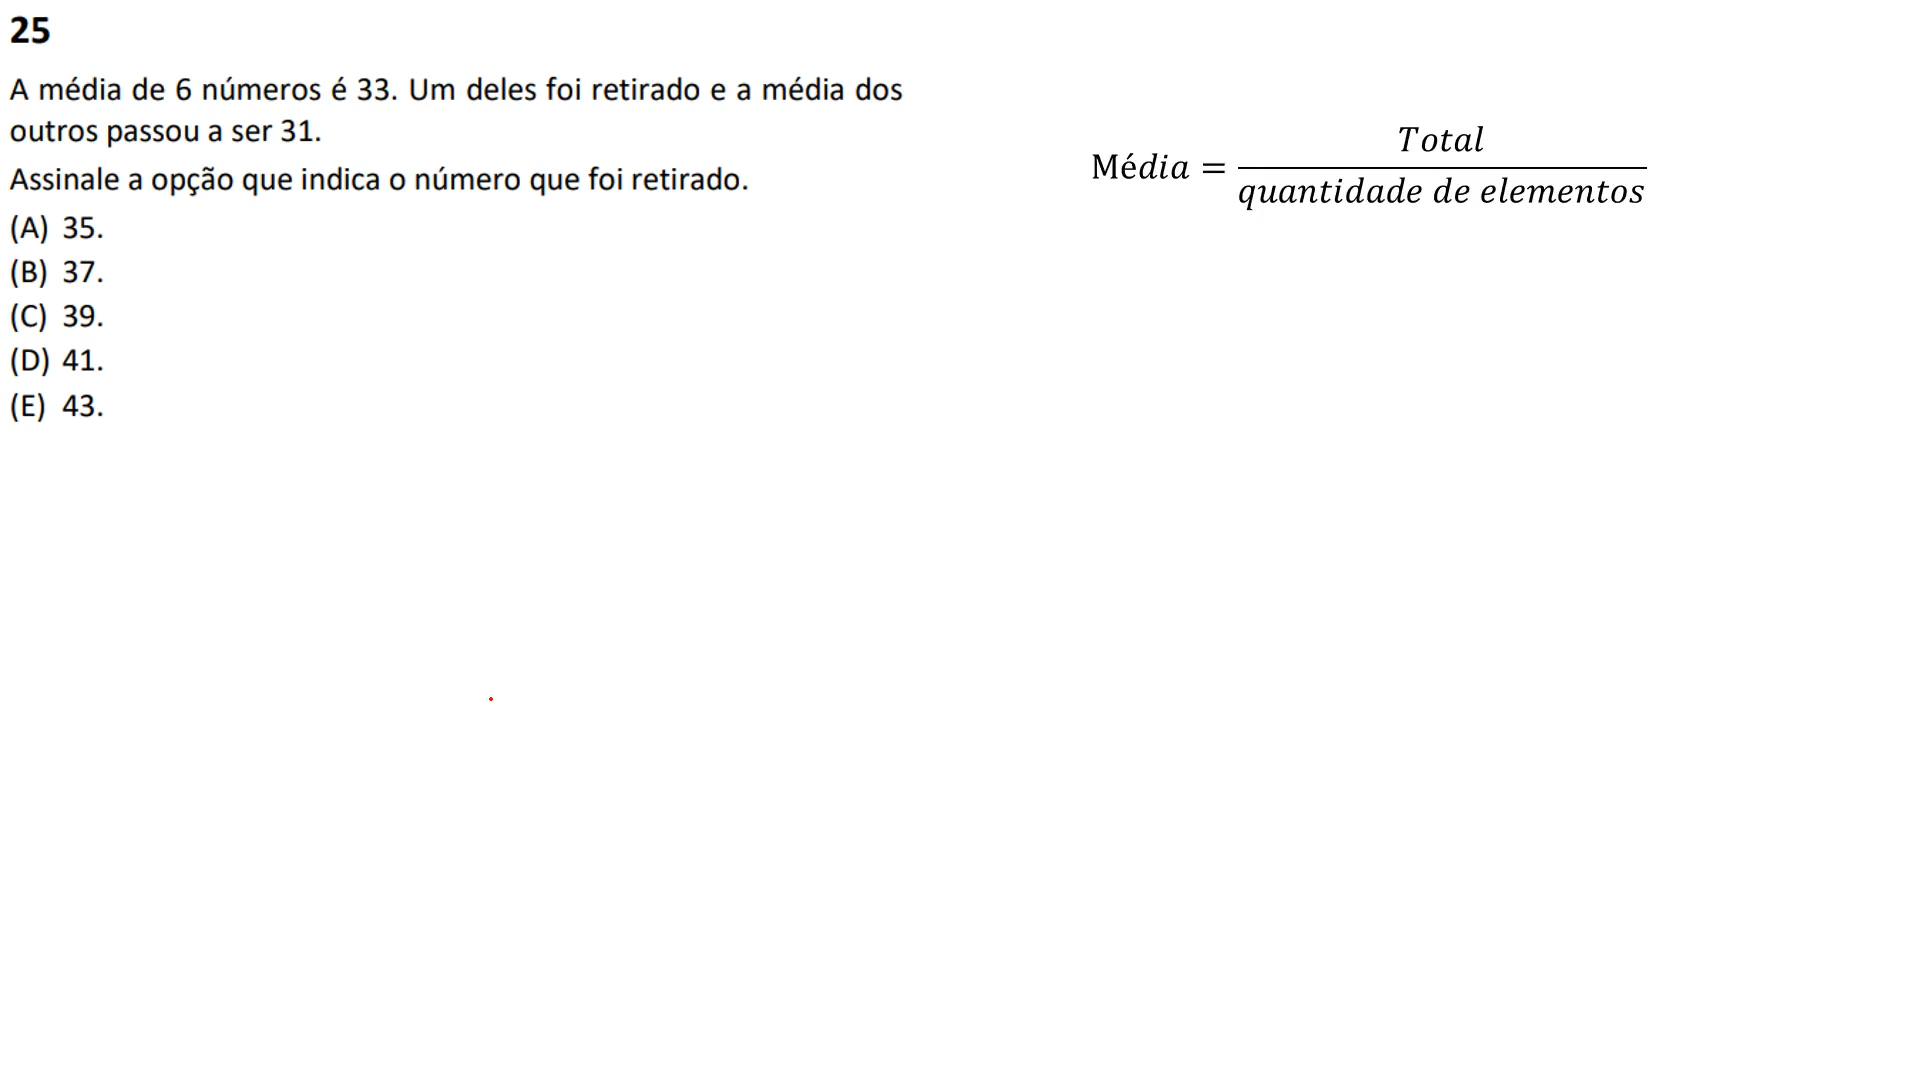 25
A média de 6 números é 33. Um deles foi retirado e a média dos
outros passou a ser 31.
Assinale a opção que indica o número que foi retirado.
(A) 35.
(B) 37.
(C) 39.
(D) 41.
(E) 43.
Média = Total / quantidade de elementos